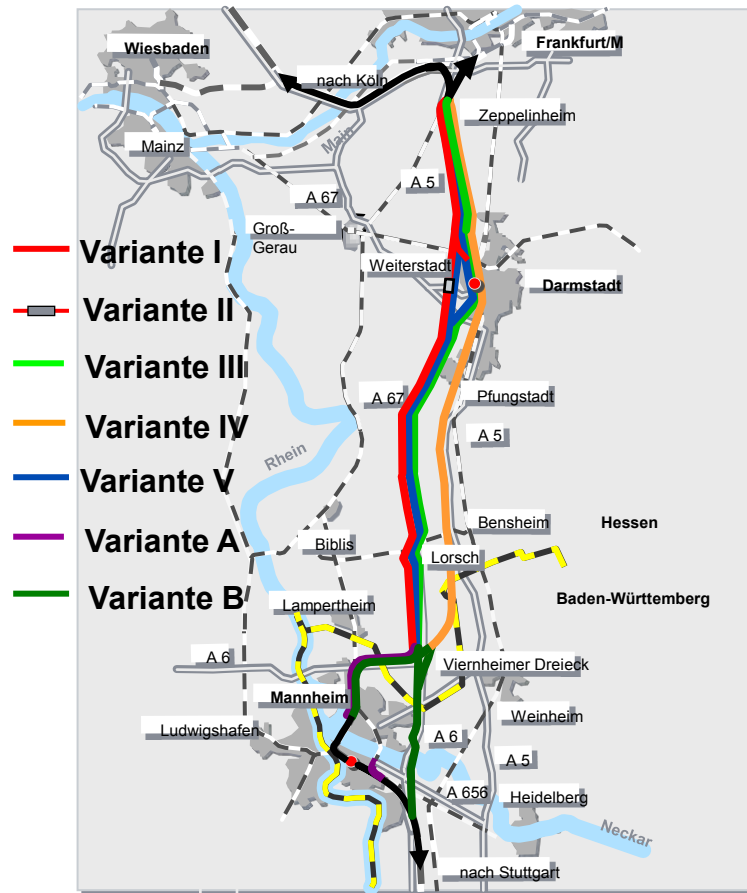 Wiesbaden
Frankfurt/M
nach Köln
Zeppelinheim
Main
Mainz
A 5
A 67
Groß-
Gerau
Variante I
Weiterstadt
Darmstadt
Variante II
Variante III
A 67
Pfungstadt
Variante IV
A 5
Rhein
Variante V
Bensheim
Hessen
Variante A
Biblis
Lorsch
Variante B
Lampertheim
Baden-Württemberg
A 6
Viernheimer Dreieck
Mannheim
Weinheim
Ludwigshafen
A 6
A 5
A 656
Heidelberg
Neckar
nach Stuttgart